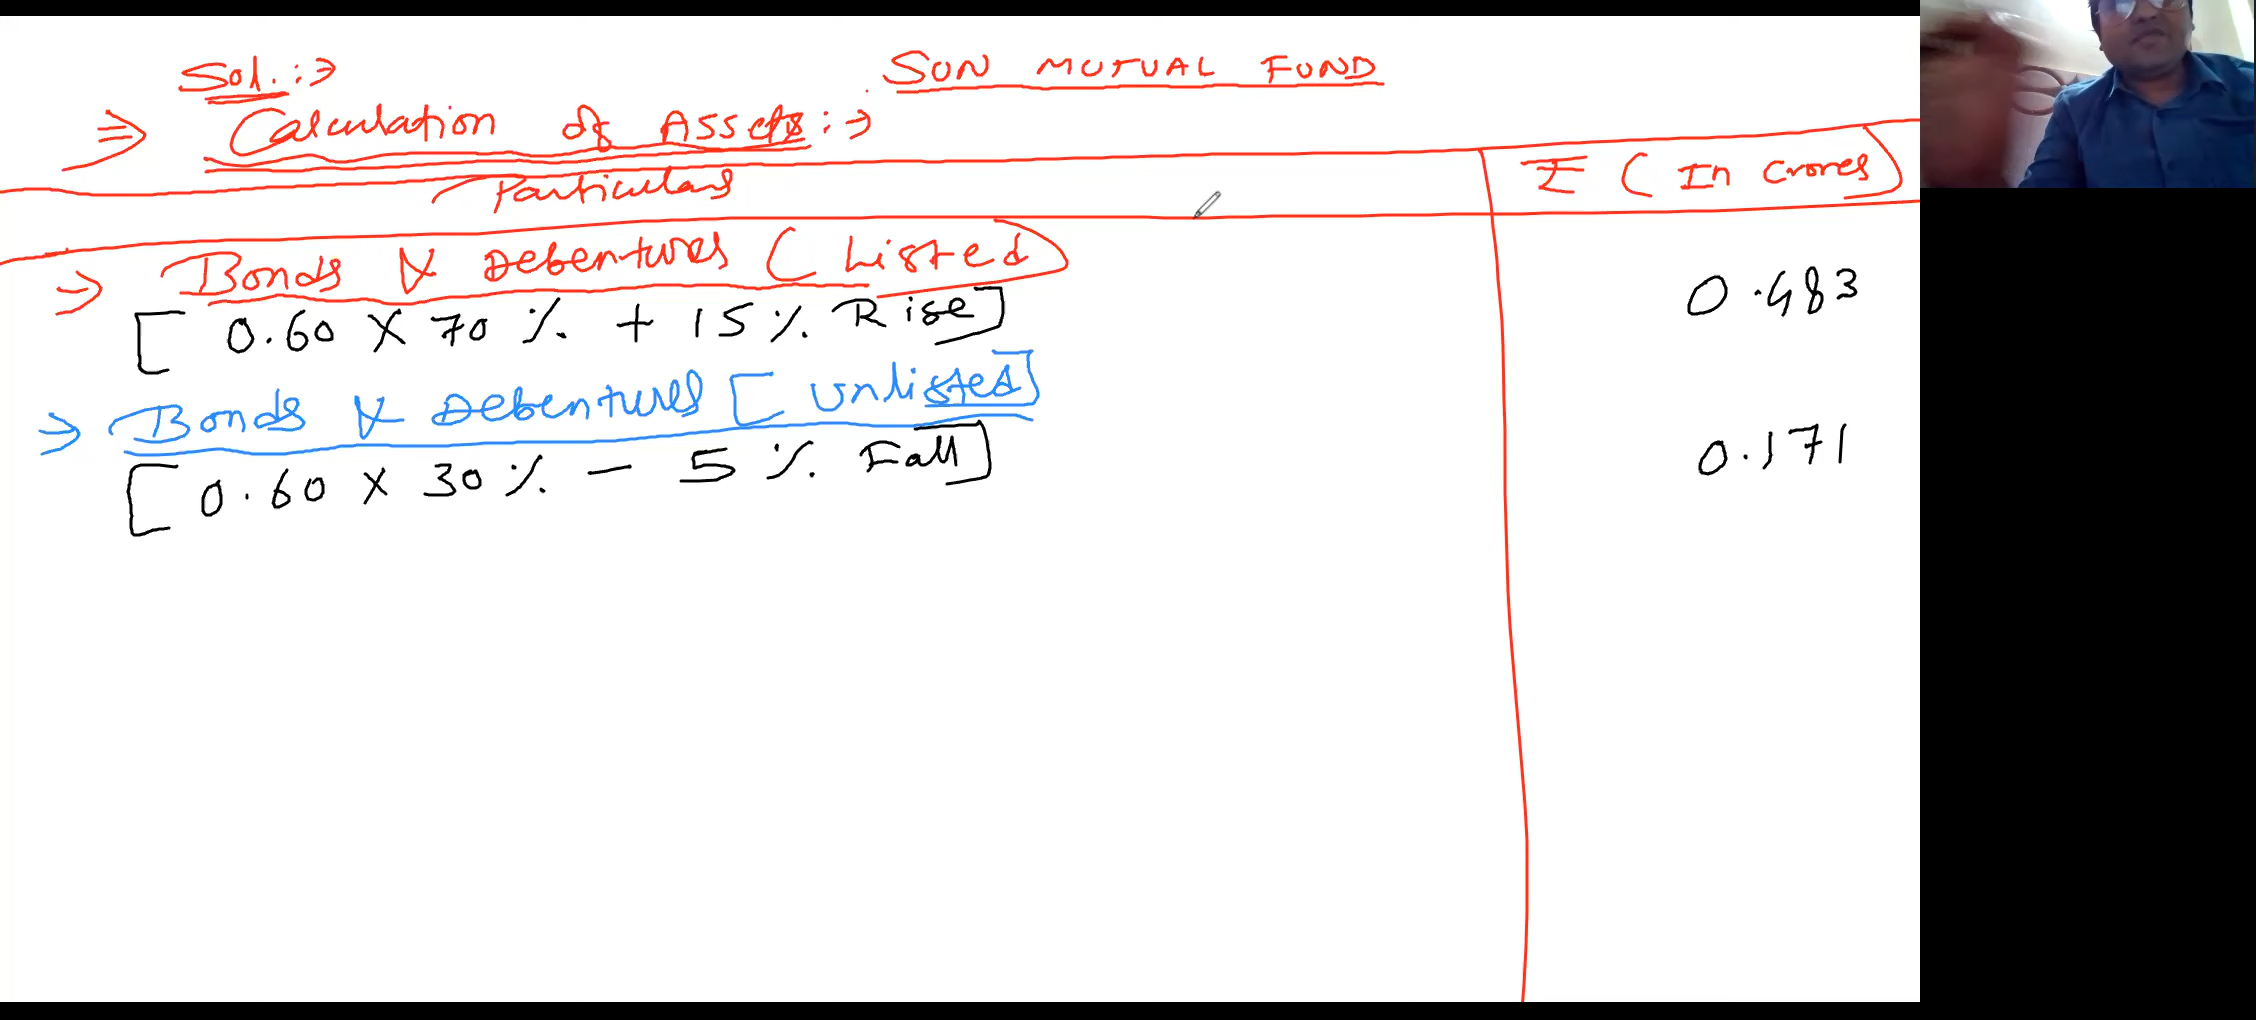 Sol. :→ SUN MUTUAL FUND
⇒ Calculation of Assets :→
Particulars ₹ (In Crores)
⇒ Bonds & Debentures (Listed) 0.483
[0.60 × 70 % + 15 % Rise]
⇒ Bonds & Debentures [Unlisted]
[0.60 × 30 % - 5 % Fall] 0.171